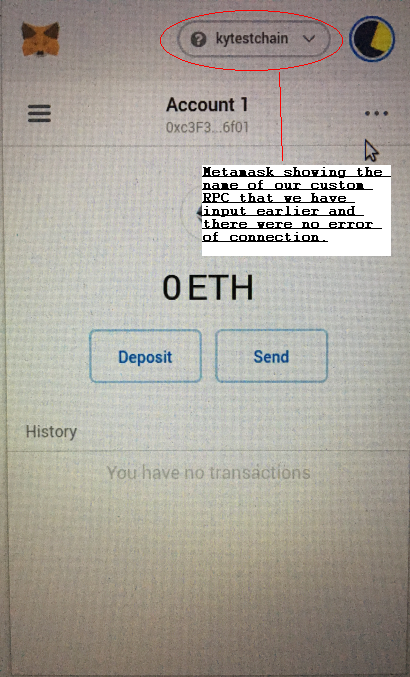 kytestchain
Account 1
0xc3F3...6f01
Metamask showing the
name of our custom
RPC that we have
input earlier and
there were no error
of connection.
0 ETH
Deposit
Send
History
You have no transactions